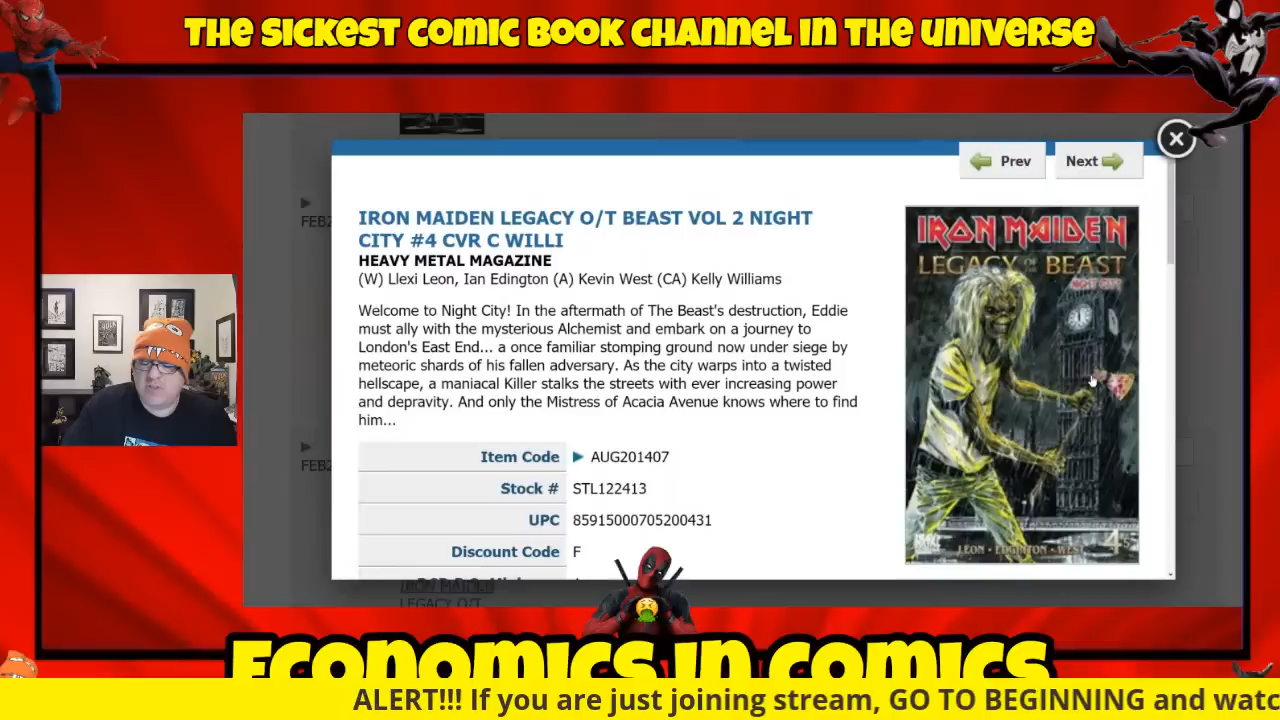 THE SICKEST COMIC BOOK CHANNEL IN THE UNIVERSE
Prev
Next
FEB2
IRON MAIDEN LEGACY O/T BEAST VOL 2 NIGHT
CITY #4 CVR C WILLI
HEAVY METAL MAGAZINE
(W) Llexi Leon, Ian Edington (A) Kevin West (CA) Kelly Williams
Welcome to Night City! In the aftermath of The Beast's destruction, Eddie
must ally with the mysterious Alchemist and embark on a journey to
London's East End... a once familiar stomping ground now under siege by
meteoric shards of his fallen adversary. As the city warps into a twisted
hellscape, a maniacal Killer stalks the streets with ever increasing power
and depravity. And only the Mistress of Acacia Avenue knows where to find
him...
IRON MAIDEN
LEGACY OF THE BEAST
NIGHT CITY
LEON • EDGINTON • WEST
FEB2
Item Code AUG201407
Stock # STL122413
UPC 85915000705200431
Discount Code F
LEGACY O/T
ECONOMICS IN COMICS
ALERT!!! If you are just joining stream, GO TO BEGINNING and watc